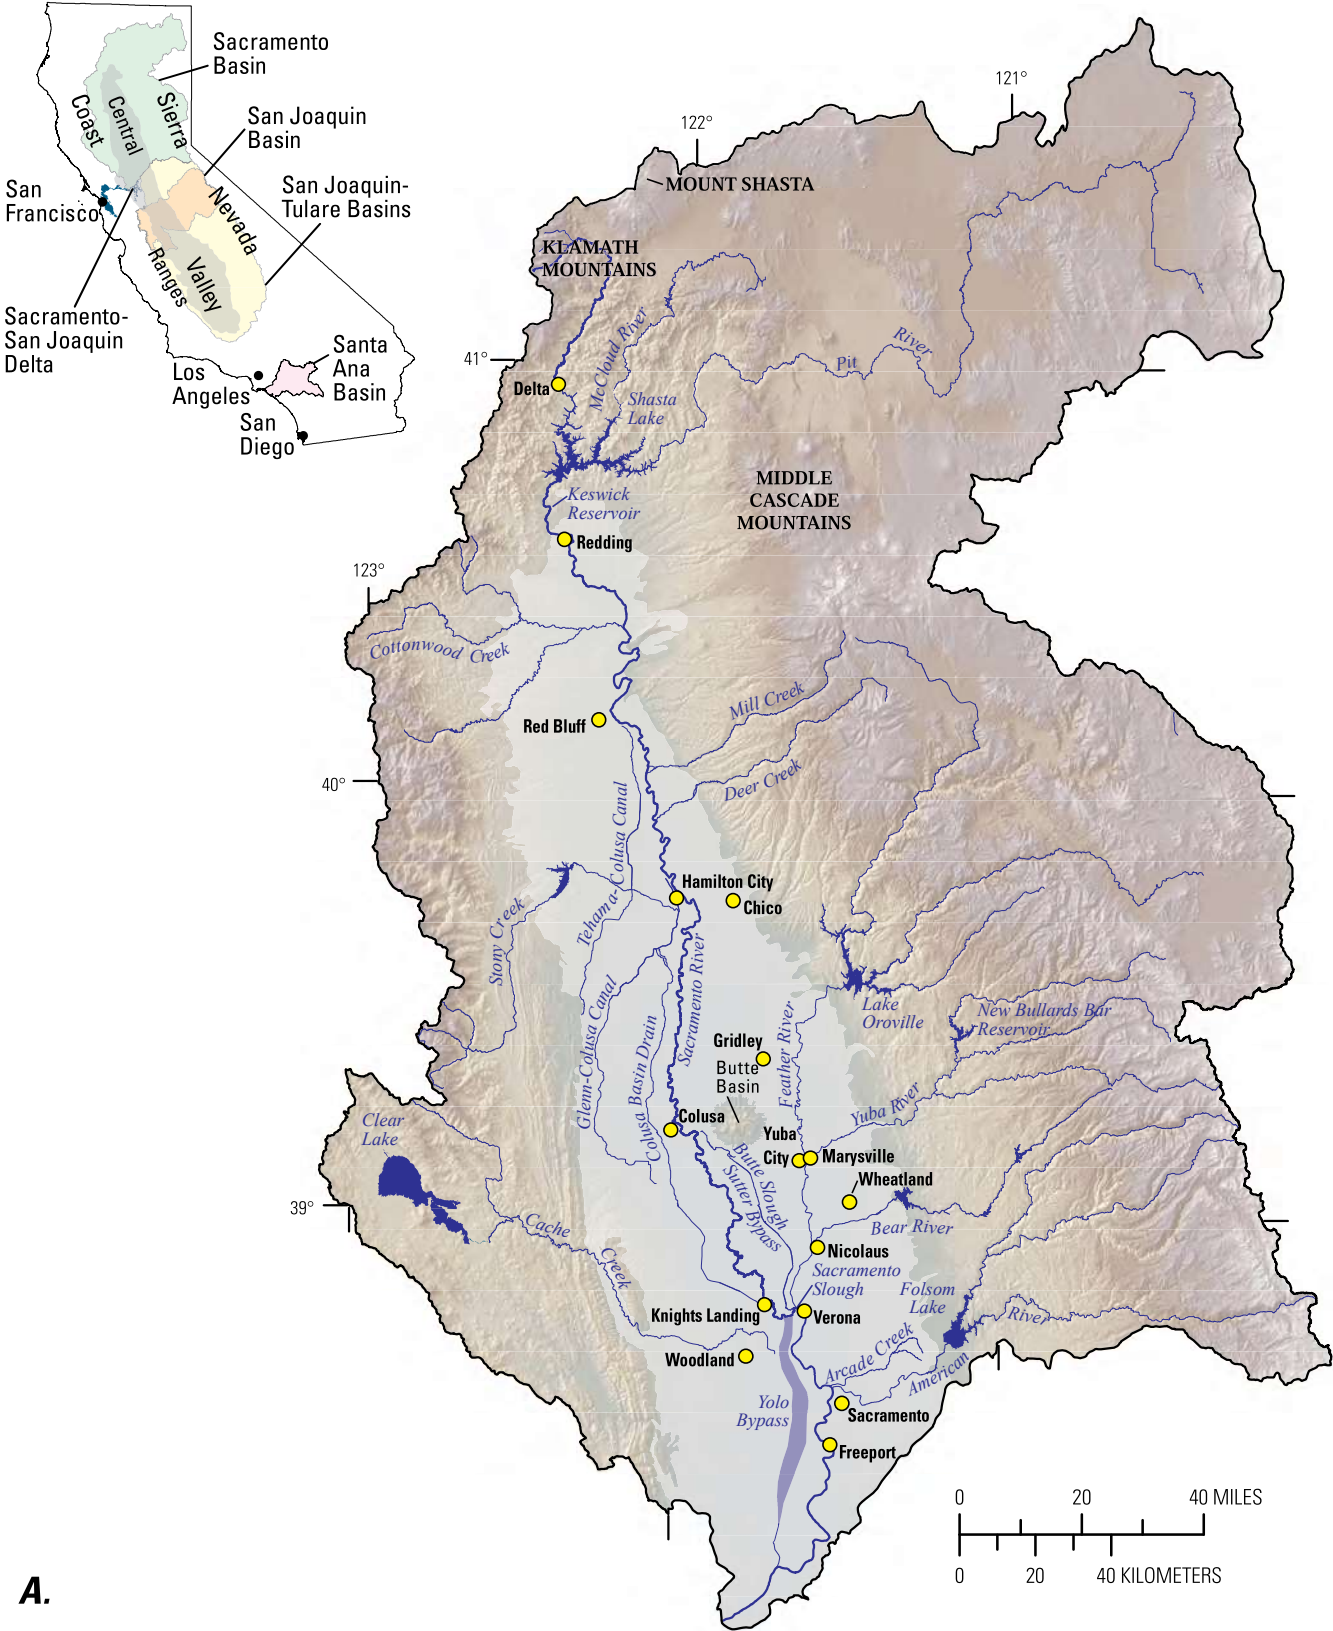 Sacramento
Basin
San Joaquin
Basin
San Joaquin-
Tulare Basins
Coast
Central
Sierra
Nevada
Ranges
Valley
San
Francisco
Sacramento-
San Joaquin
Delta
Los
Angeles
Santa
Ana
Basin
San
Diego
121°
122°
MOUNT SHASTA
KLAMATH
MOUNTAINS
McCloud River
Pit
River
41°
Delta
Shasta
Lake
MIDDLE
CASCADE
MOUNTAINS
Keswick
Reservoir
Redding
123°
Cottonwood Creek
Mill Creek
Red Bluff
Deer Creek
40°
Tehama-Colusa Canal
Hamilton City
Chico
Stony Creek
Sacramento River
Glenn-Colusa Canal
Colusa Basin Drain
Lake
Oroville
New Bullards Bar
Reservoir
Feather River
Gridley
Butte
Basin
Yuba River
Clear
Lake
Colusa
Yuba
City
Marysville
Wheatland
Butte Slough
Sutter Bypass
39°
Bear River
Cache
Creek
Nicolaus
Sacramento
Slough
Folsom
Lake
Knights Landing
Verona
River
Woodland
Arcade Creek
American
Yolo
Bypass
Sacramento
Freeport
0 20 40 MILES
0 20 40 KILOMETERS
A.